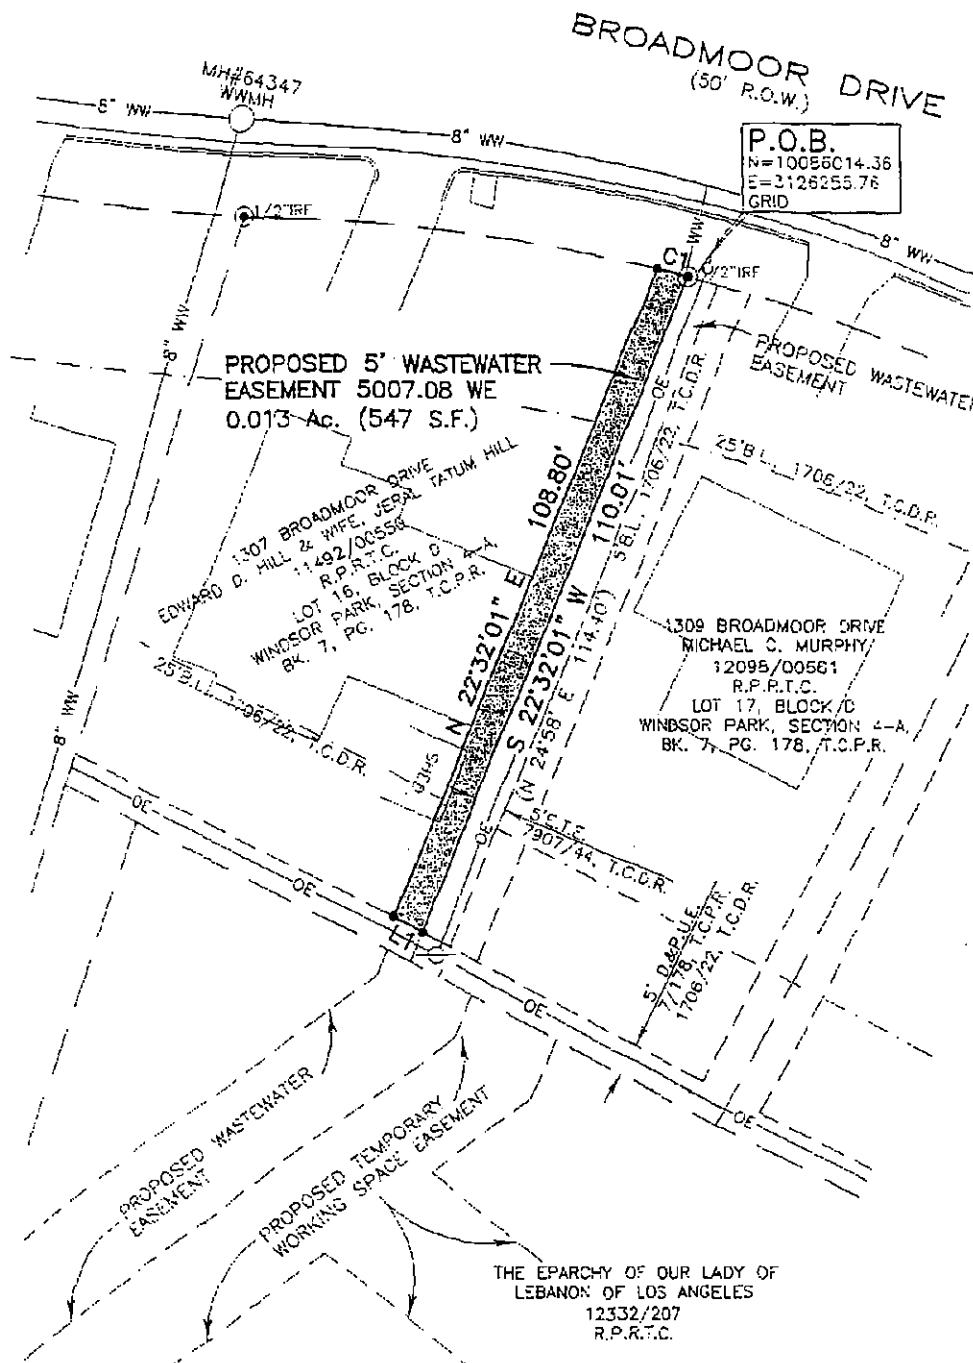 BROADMOOR DRIVE
(50' R.O.W.)
MH#64347
WWMH
8" WW
8" WW
P.O.B.
N=10086014.36
E=3126255.76
GRID
8" WW
WW
1/2"IRF
C1
1/2"IRF
8" WW
PROPOSED WASTEWATER
EASEMENT
PROPOSED 5' WASTEWATER
EASEMENT 5007.08 WE
0.013 Ac. (547 S.F.)
OE
25'B.L., 1706/22, T.C.D.R.
5'B.L., 1706/22, T.C.D.R.
108.80'
110.01'
N 22°32'01" E
S 22°32'01" W
(N 24°58' E 114.40')
1307 BROADMOOR DRIVE
EDWARD D. HILL & WIFE, JERAL TATUM HILL
11492/00556
R.P.R.T.C.
LOT 16, BLOCK D
WINDSOR PARK, SECTION 4-A,
BK. 7, PG. 178, T.C.P.R.
1309 BROADMOOR DRIVE
MICHAEL C. MURPHY
12098/00561
R.P.R.T.C.
LOT 17, BLOCK D
WINDSOR PARK, SECTION 4-A,
BK. 7, PG. 178, T.C.P.R.
25'B.L., 1706/22, T.C.D.R.
8" WW
SHED
OE
OE
OE
5'C.T.E.
7907/44, T.C.D.R.
L1
5' D.&P.U.E.
7/178, T.C.P.R.
1706/22, T.C.D.R.
OE
OE
PROPOSED WASTEWATER
EASEMENT
PROPOSED TEMPORARY
WORKING SPACE EASEMENT
THE EPARCHY OF OUR LADY OF
LEBANON OF LOS ANGELES
12332/207
R.P.R.T.C.